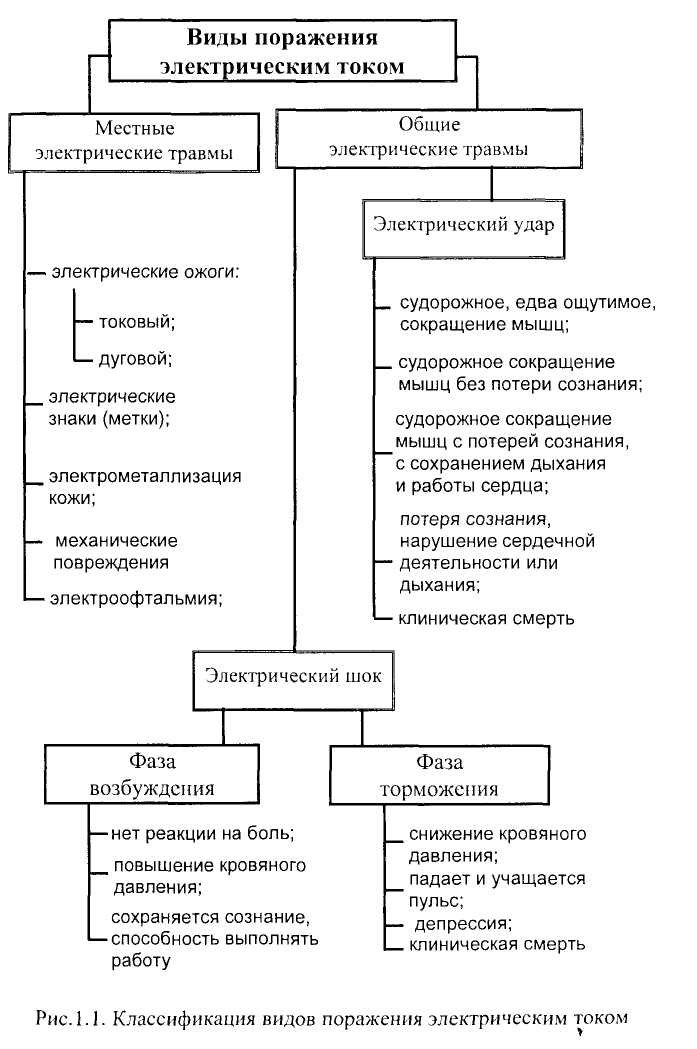 Виды поражения
электрическим током
Местные
электрические травмы
Общие
электрические травмы
Электрический удар
электрические ожоги:
токовый;
дуговой;
электрические
знаки (метки);
электрометаллизация
кожи;
механические
повреждения
электроофтальмия;
судорожное, едва ощутимое,
сокращение мышц;
судорожное сокращение
мышц без потери сознания;
судорожное сокращение
мышц с потерей сознания,
с сохранением дыхания
и работы сердца;
потеря сознания,
нарушение сердечной
деятельности или
дыхания;
клиническая смерть
Электрический шок
Фаза
возбуждения
нет реакции на боль;
повышение кровяного
давления;
сохраняется сознание,
способность выполнять
работу
Фаза
торможения
снижение кровяного
давления;
падает и учащается
пульс;
депрессия;
клиническая смерть
Рис.1.1. Классификация видов поражения электрическим током